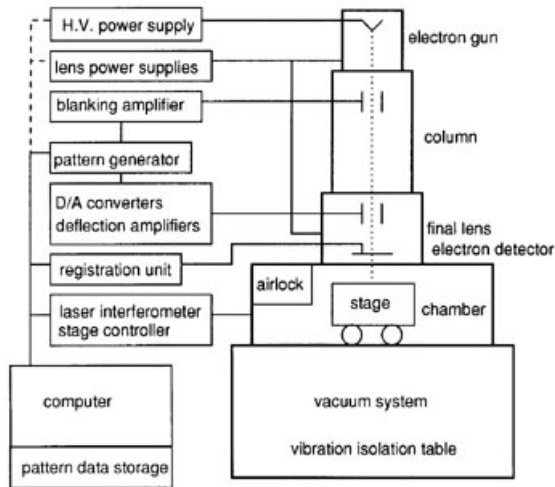 H.V. power supply
lens power supplies
blanking amplifier
pattern generator
D/A converters
deflection amplifiers
registration unit
laser interferometer
stage controller
computer
pattern data storage
electron gun
column
final lens
electron detector
airlock
stage
chamber
vacuum system
vibration isolation table